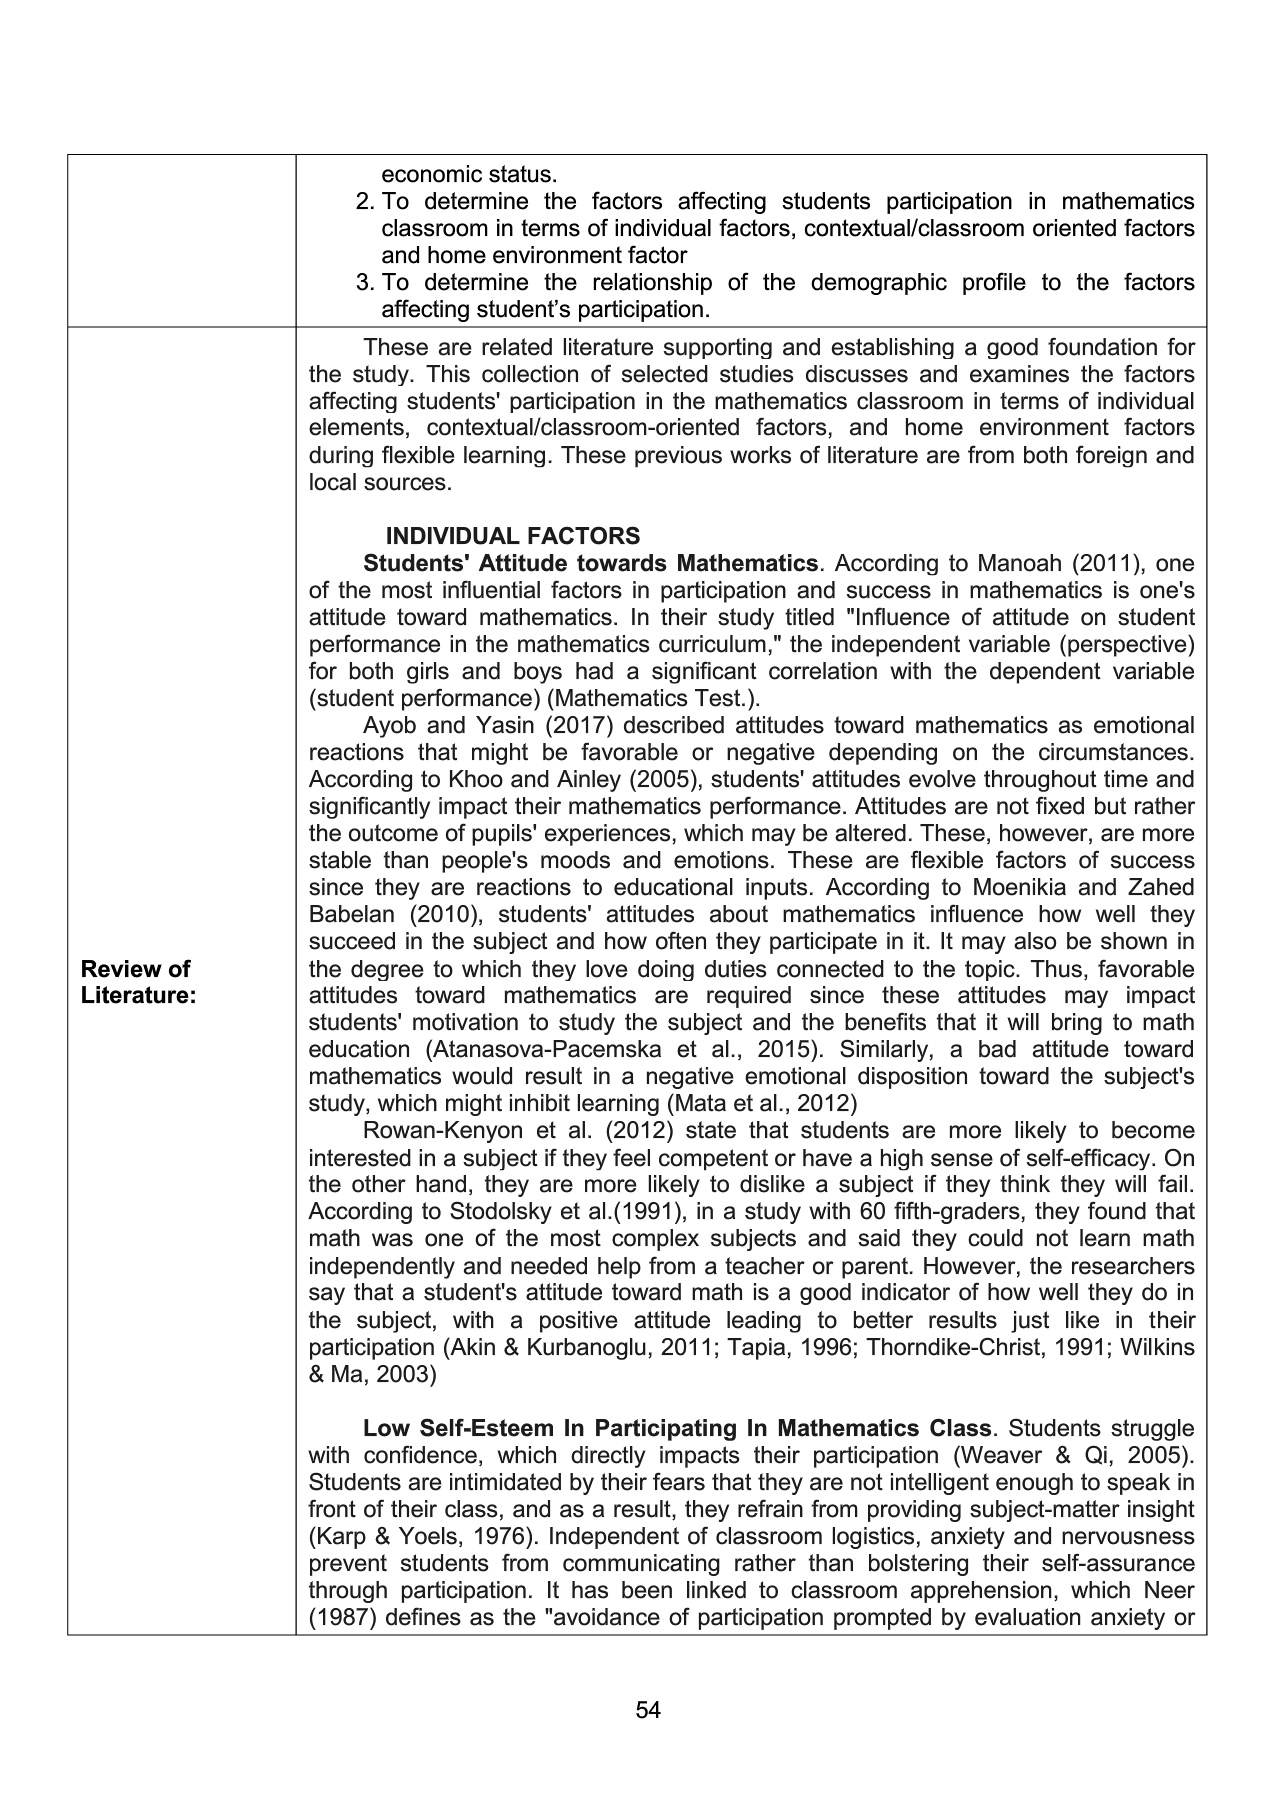 economic status.
2. To determine the factors affecting students participation in mathematics
classroom in terms of individual factors, contextual/classroom oriented factors
and home environment factor
3. To determine the relationship of the demographic profile to the factors
affecting student’s participation.
Review of
Literature:
These are related literature supporting and establishing a good foundation for
the study. This collection of selected studies discusses and examines the factors
affecting students' participation in the mathematics classroom in terms of individual
elements, contextual/classroom-oriented factors, and home environment factors
during flexible learning. These previous works of literature are from both foreign and
local sources.
INDIVIDUAL FACTORS
Students' Attitude towards Mathematics. According to Manoah (2011), one
of the most influential factors in participation and success in mathematics is one's
attitude toward mathematics. In their study titled "Influence of attitude on student
performance in the mathematics curriculum," the independent variable (perspective)
for both girls and boys had a significant correlation with the dependent variable
(student performance) (Mathematics Test.).
Ayob and Yasin (2017) described attitudes toward mathematics as emotional
reactions that might be favorable or negative depending on the circumstances.
According to Khoo and Ainley (2005), students' attitudes evolve throughout time and
significantly impact their mathematics performance. Attitudes are not fixed but rather
the outcome of pupils' experiences, which may be altered. These, however, are more
stable than people's moods and emotions. These are flexible factors of success
since they are reactions to educational inputs. According to Moenikia and Zahed
Babelan (2010), students' attitudes about mathematics influence how well they
succeed in the subject and how often they participate in it. It may also be shown in
the degree to which they love doing duties connected to the topic. Thus, favorable
attitudes toward mathematics are required since these attitudes may impact
students' motivation to study the subject and the benefits that it will bring to math
education (Atanasova-Pacemska et al., 2015). Similarly, a bad attitude toward
mathematics would result in a negative emotional disposition toward the subject's
study, which might inhibit learning (Mata et al., 2012)
Rowan-Kenyon et al. (2012) state that students are more likely to become
interested in a subject if they feel competent or have a high sense of self-efficacy. On
the other hand, they are more likely to dislike a subject if they think they will fail.
According to Stodolsky et al.(1991), in a study with 60 fifth-graders, they found that
math was one of the most complex subjects and said they could not learn math
independently and needed help from a teacher or parent. However, the researchers
say that a student's attitude toward math is a good indicator of how well they do in
the subject, with a positive attitude leading to better results just like in their
participation (Akin & Kurbanoglu, 2011; Tapia, 1996; Thorndike-Christ, 1991; Wilkins
& Ma, 2003)
Low Self-Esteem In Participating In Mathematics Class. Students struggle
with confidence, which directly impacts their participation (Weaver & Qi, 2005).
Students are intimidated by their fears that they are not intelligent enough to speak in
front of their class, and as a result, they refrain from providing subject-matter insight
(Karp & Yoels, 1976). Independent of classroom logistics, anxiety and nervousness
prevent students from communicating rather than bolstering their self-assurance
through participation. It has been linked to classroom apprehension, which Neer
(1987) defines as the "avoidance of participation prompted by evaluation anxiety or
54